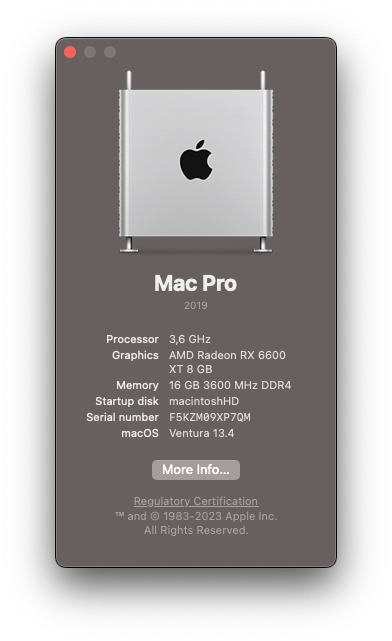 Mac Pro
2019
Processor 3,6 GHz
Graphics AMD Radeon RX 6600
XT 8 GB
Memory 16 GB 3600 MHz DDR4
Startup disk macintoshHD
Serial number F5KZM09XP7QM
macOS Ventura 13.4
More Info...
Regulatory Certification
™ and © 1983-2023 Apple Inc.
All Rights Reserved.